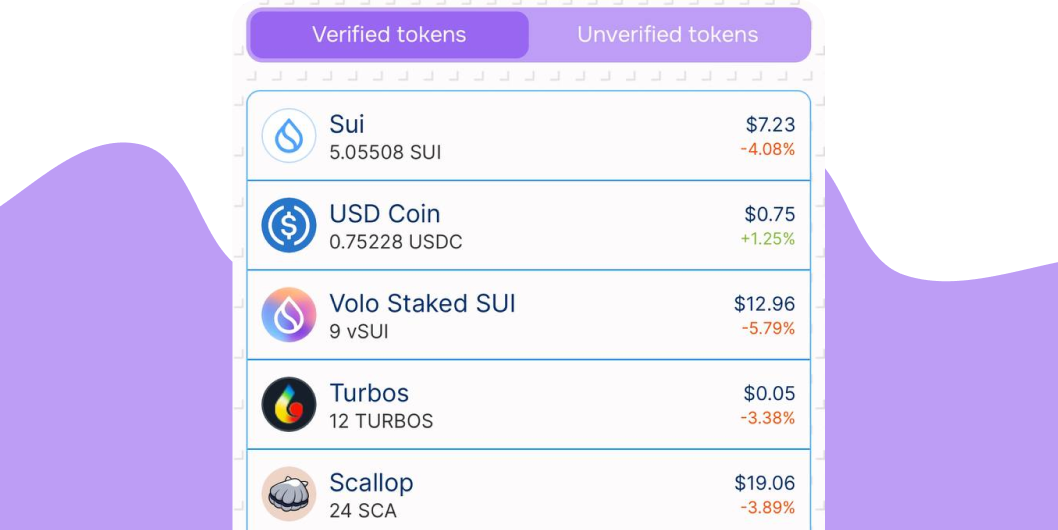 Verified tokens
Unverified tokens
Sui
$7.23
5.05508 SUI
-4.08%
USD Coin
$0.75
0.75228 USDC
+1.25%
Volo Staked SUI
$12.96
9 vSUI
-5.79%
Turbos
$0.05
12 TURBOS
-3.38%
Scallop
$19.06
24 SCA
-3.89%